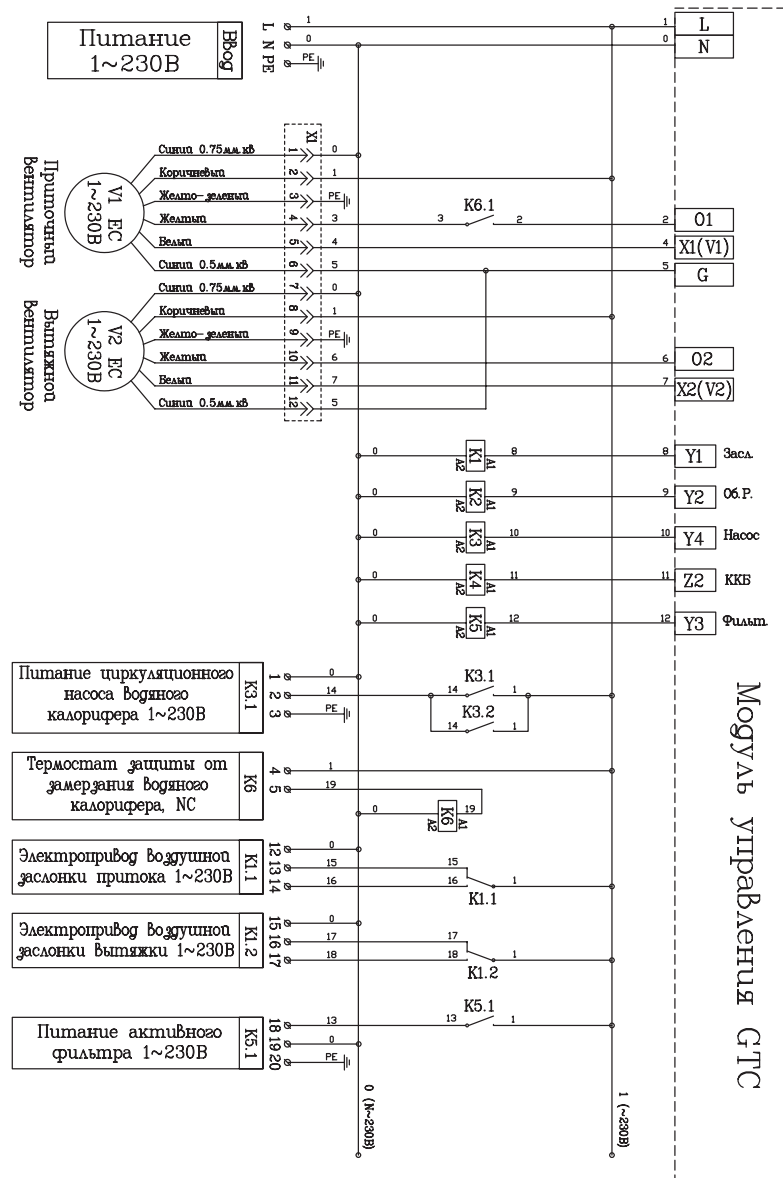 Питание
1~230В
Ввод
L
N
PE
1
0
PE
1
0
L
N
X1
Приточный
вентилятор
V1 EC
1~230В
Синий 0.75мм.кв
1
0
Коричневый
2
1
Желто-зеленый
3
PE
Желтый
4
3
3
K6.1
2
2
O1
Белый
5
4
4
X1(V1)
Синий 0.5мм.кв
6
5
5
G
Вытяжной
вентилятор
V2 EC
1~230В
Синий 0.75мм.кв
7
0
Коричневый
8
1
Желто-зеленый
9
PE
Желтый
10
6
6
O2
Белый
11
7
7
X2(V2)
Синий 0.5мм.кв
12
5
0
K1
A2
A1
8
8
Y1
Засл.
0
K2
A2
A1
9
9
Y2
Об.Р.
0
K3
A2
A1
10
10
Y4
Насос
0
K4
A2
A1
11
11
Z2
ККБ
0
K5
A2
A1
12
12
Y3
Фильт.
Модуль управления GTC
Питание циркуляционного
насоса водяного
калорифера 1~230В
K3.1
1
2
3
0
14
PE
K3.1
14
1
K3.2
14
1
Термостат защиты от
замерзания водяного
калорифера, NC
K6
4
5
1
19
0
K6
A2
A1
19
Электропривод воздушной
заслонки притока 1~230В
K1.1
12
13
14
0
15
16
15
16
1
K1.1
Электропривод воздушной
заслонки вытяжки 1~230В
K1.2
15
16
17
0
17
18
17
18
1
K1.2
Питание активного
фильтра 1~230В
K5.1
18
19
20
13
0
PE
K5.1
13
1
0 (N~230В)
1 (~230В)